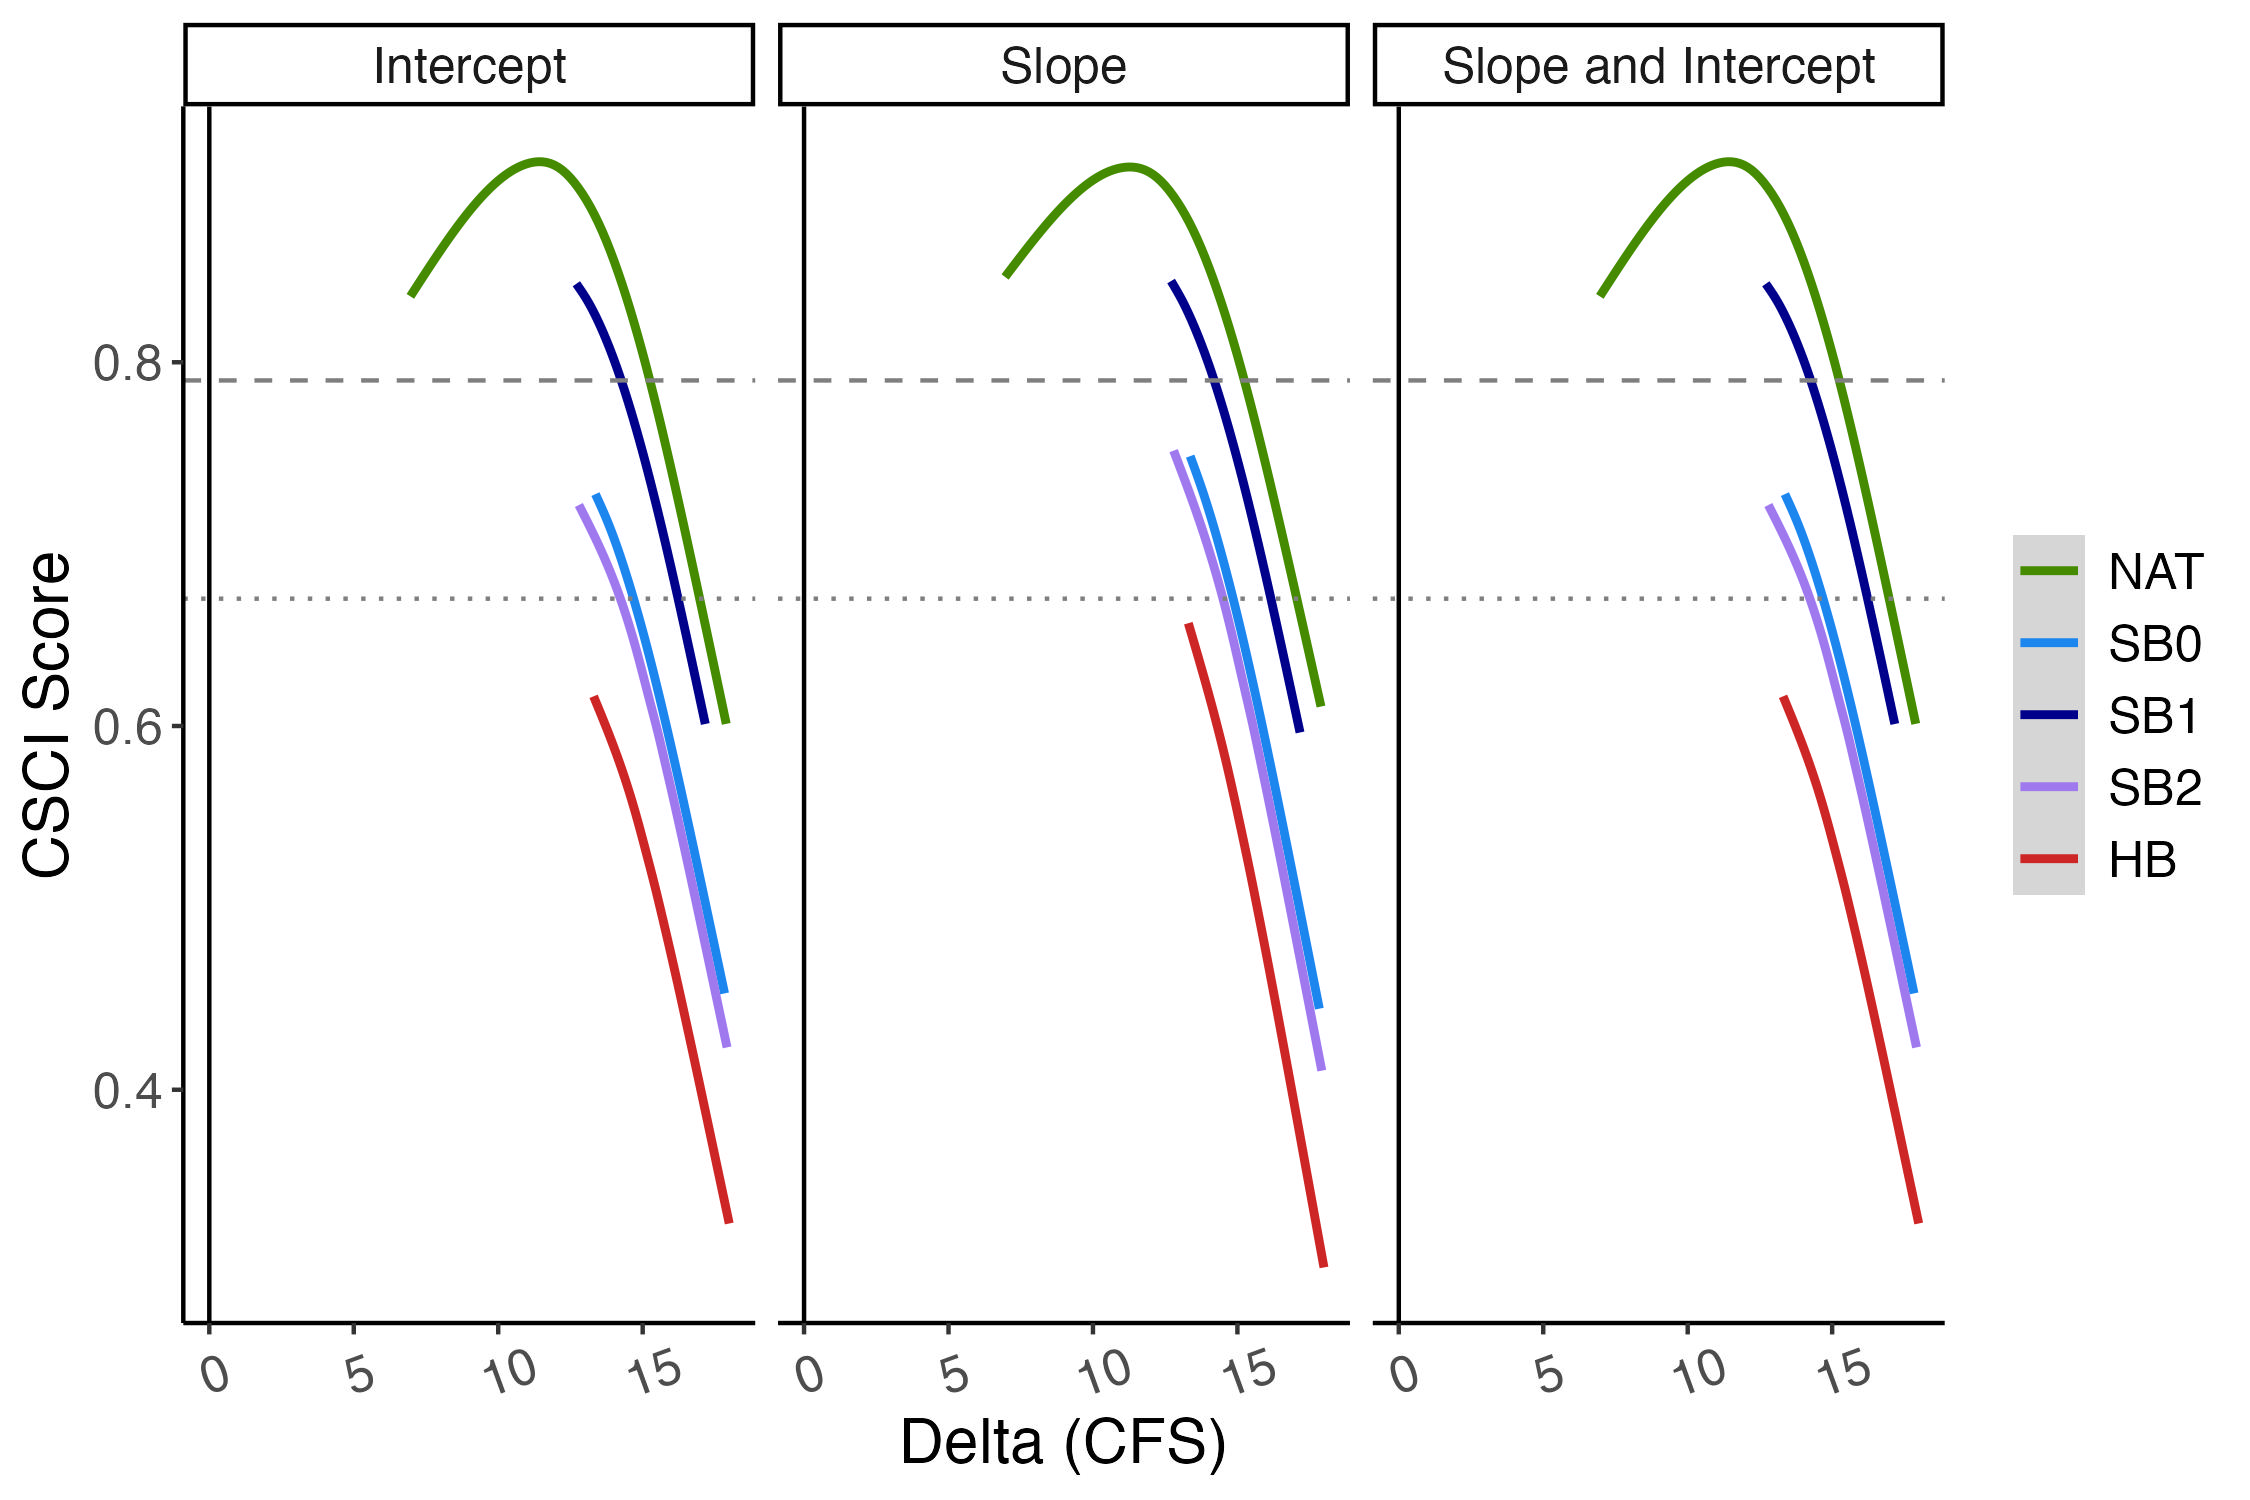 Intercept
Slope
Slope and Intercept
CSCI Score
0.8
0.6
0.4
0 5 10 15
0 5 10 15
0 5 10 15
Delta (CFS)
NAT
SB0
SB1
SB2
HB